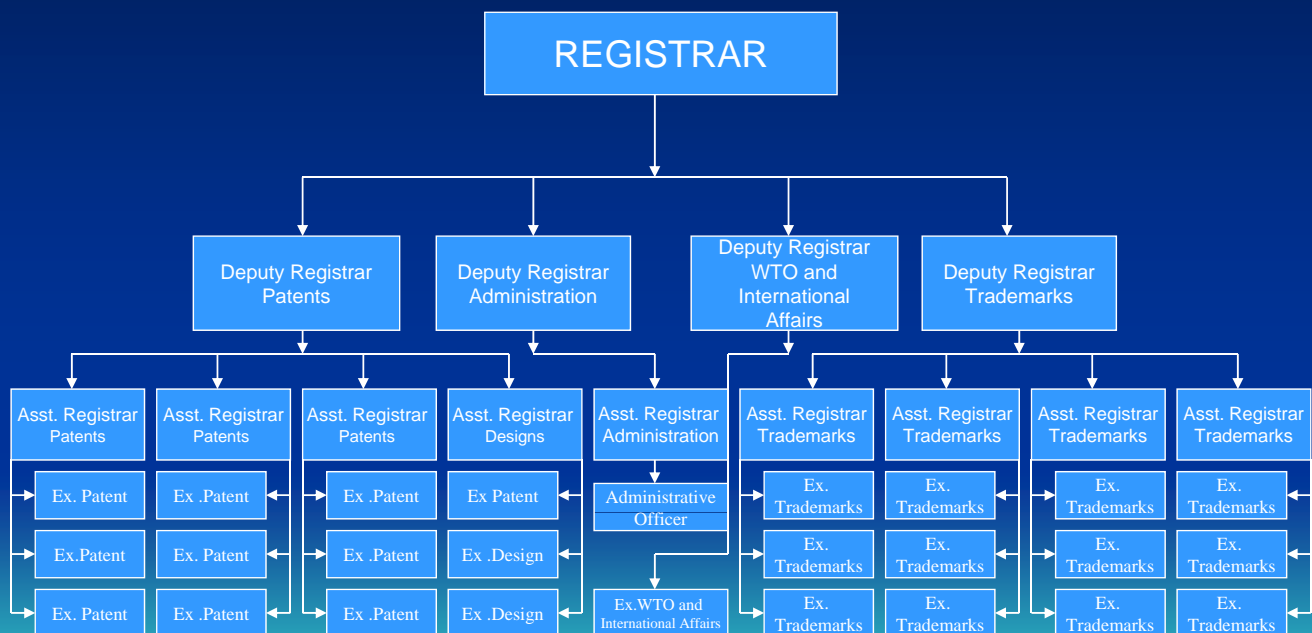 REGISTRAR
Deputy Registrar
Patents
Deputy Registrar
Administration
Deputy Registrar
WTO and
International
Affairs
Deputy Registrar
Trademarks
Asst. Registrar
Patents
Asst. Registrar
Patents
Asst. Registrar
Patents
Asst. Registrar
Designs
Asst. Registrar
Administration
Asst. Registrar
Trademarks
Asst. Registrar
Trademarks
Asst. Registrar
Trademarks
Asst. Registrar
Trademarks
Ex. Patent
Ex .Patent
Ex .Patent
Ex Patent
Administrative
Officer
Ex.
Trademarks
Ex.
Trademarks
Ex.
Trademarks
Ex.
Trademarks
Ex.Patent
Ex. Patent
Ex .Patent
Ex .Design
Ex.
Trademarks
Ex.
Trademarks
Ex.
Trademarks
Ex.
Trademarks
Ex. Patent
Ex. Patent
Ex .Patent
Ex .Design
Ex.WTO and
International Affairs
Ex.
Trademarks
Ex.
Trademarks
Ex.
Trademarks
Ex.
Trademarks